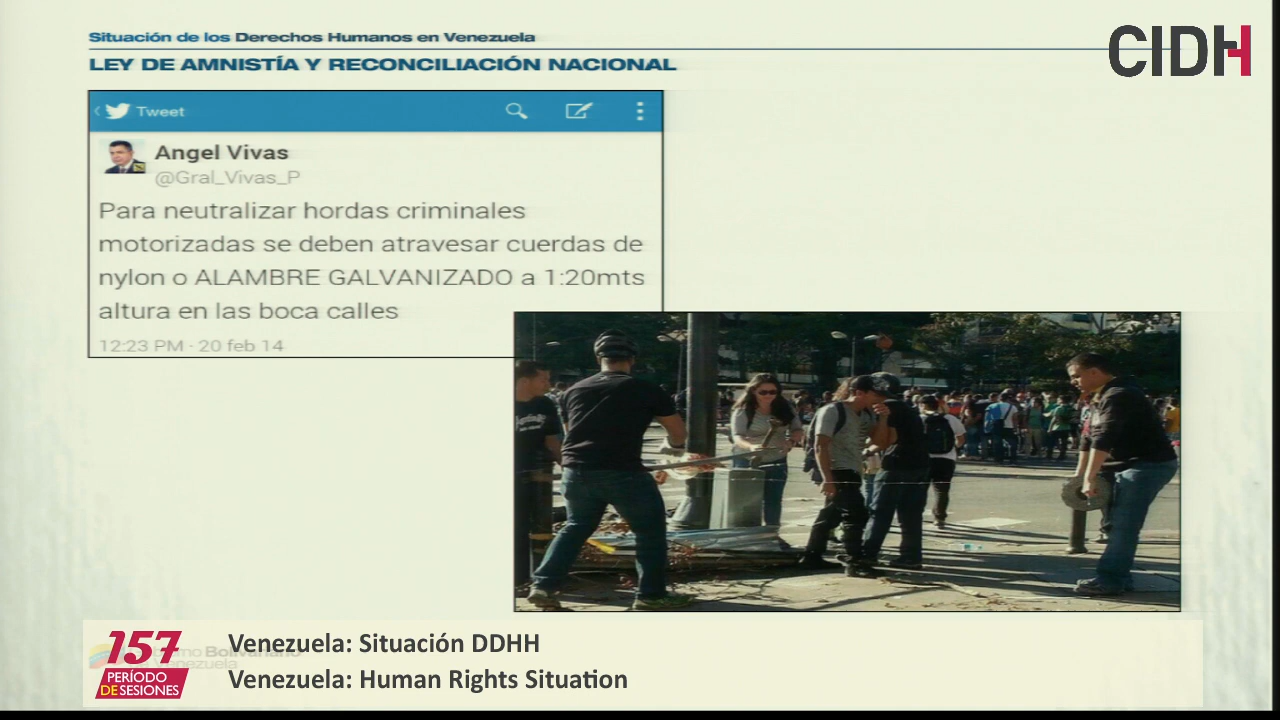 Situación de los Derechos Humanos en Venezuela
CIDH
LEY DE AMNISTÍA Y RECONCILIACIÓN NACIONAL
Tweet
Angel Vivas
@Gral_Vivas_P
Para neutralizar hordas criminales
motorizadas se deben atravesar cuerdas de
nylon o ALAMBRE GALVANIZADO a 1:20mts
altura en las boca calles
12:23 PM · 20 feb 14
157
PERÍODO
DE SESIONES
Bolivariano
Venezuela
Venezuela: Situación DDHH
Venezuela: Human Rights Situation